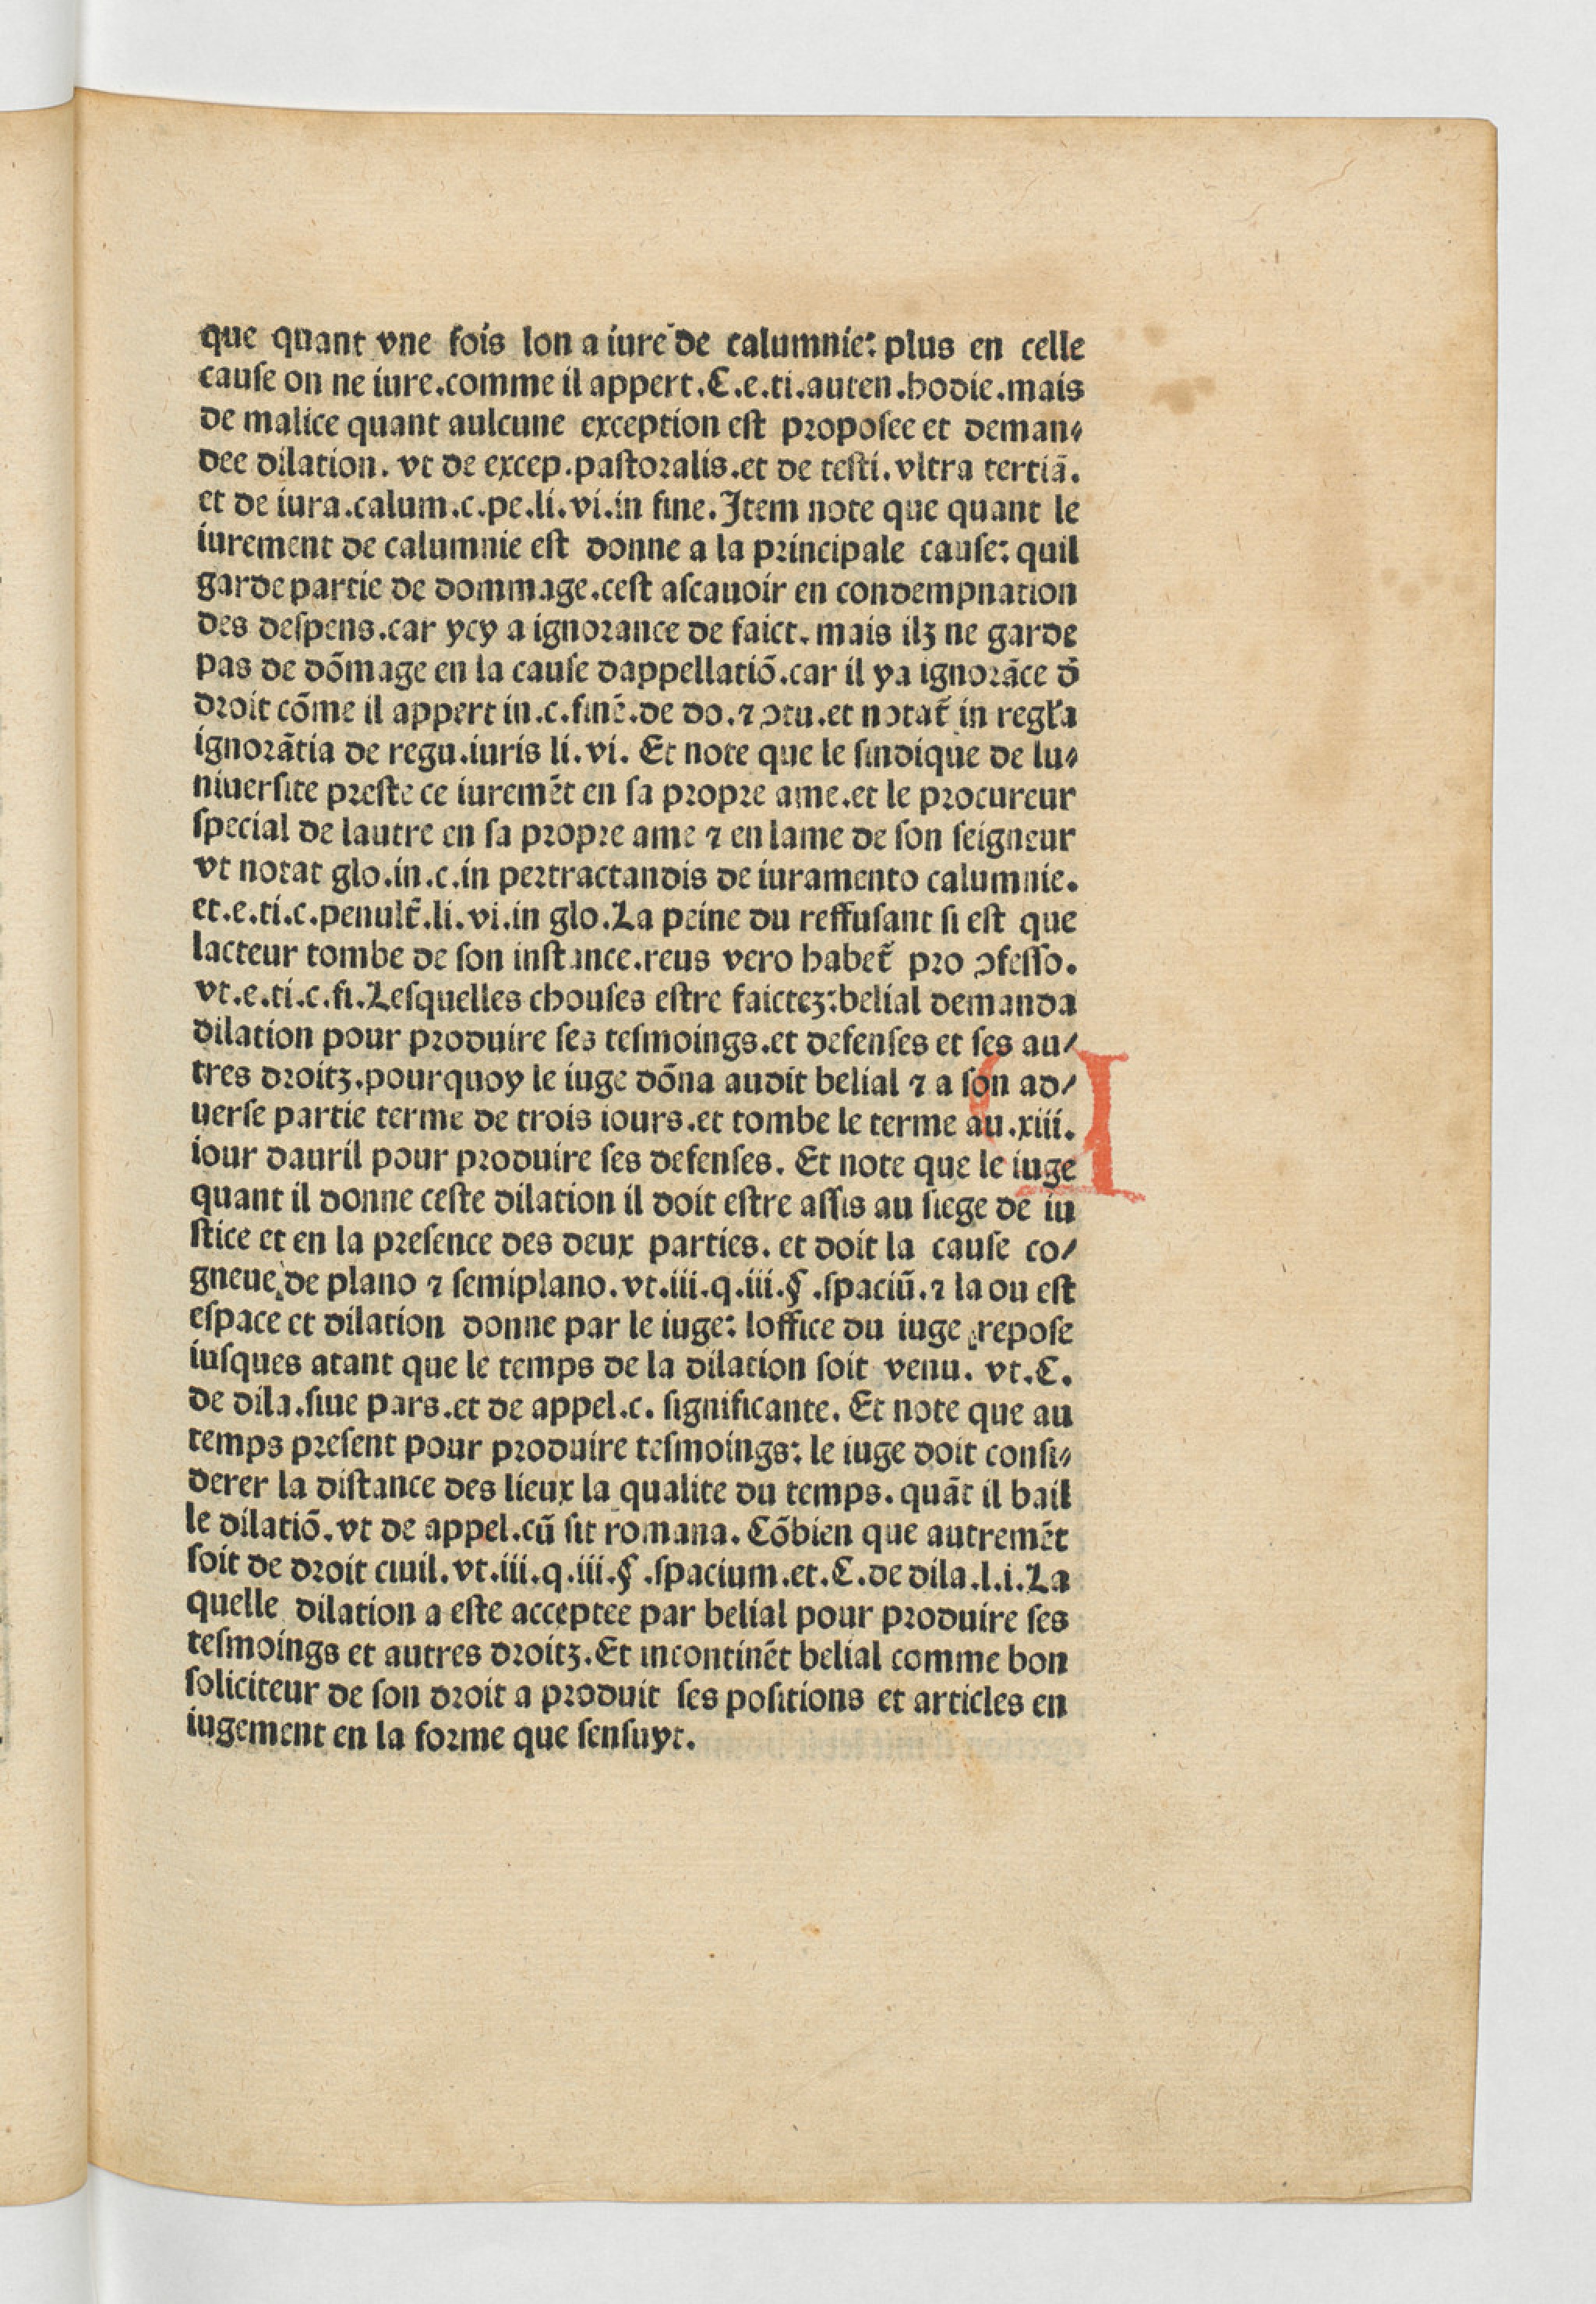 que quant vne fois lon a iure de calumnie: plus en celle
cauſe on ne iure.comme il appert.C.e.ti.auten.hodie.mais
de malice quant aulcune exception eſt propoſee et deman⸗
dee dilation. vt de excep.paſtoralis.et de teſti.vltra tertiā.
et de iura.calum.c.pe.li.vi.in fine.Item note que quant le
iurement de calumnie eſt donne a la principale cauſe: quil
garde partie de dommage.ceſt aſcauoir en condempnation
des deſpens.car ycy a ignorance de faict. mais ilz ne garde
pas de dōmage en la cauſe dappellatiō.car il ya ignorāce d̄
droit cōme il appert in.c.finē.de do.⁊ ↄtu.et notat̄ in regl̄a
ignorātia de regu.iuris li.vi. Et note que le ſindique de lu⸗
niuerſite preſte ce iuremēt en ſa propre ame.et le procureur
ſpecial de lautre en ſa propre ame ⁊ en lame de ſon ſeigneur
vt notat glo.in.c.in pertractandis de iuramento calumnie.
et.e.ti.c.penult̄.li.vi.in glo.La peine du reffuſant ſi eſt que
lacteur tombe de ſon inſtance.reus vero habet̄ pro ↄfeſſo.
vt.e.ti.c.fi.Leſquelles chouſes eſtre faictez:belial demanda
dilation pour produire ſes teſmoings.et defenſes et ſes au/
tres droitz.pourquoy le iuge dōna audit belial ⁊ a ſon ad/
uerſe partie terme de trois iours.et tombe le terme au.xiii.
iour dauril pour produire ſes defenſes. Et note que le iuge
quant il donne ceſte dilation il doit eſtre aſſis au ſiege de iu
ſtice et en la preſence des deux parties. et doit la cauſe co/
gneue de plano ⁊ ſemiplano.vt.iii.q.iii.§.ſpaciū.⁊ la ou eſt
eſpace et dilation donne par le iuge: loffice du iuge repoſe
iuſques atant que le temps de la dilation ſoit venu. vt.C.
de dila.ſiue pars.et de appel.c. ſignificante. Et note que au
temps preſent pour produire teſmoings: le iuge doit conſi⸗
derer la diſtance des lieux la qualite du temps. quāt il bail
le dilatiō.vt de appel.cū ſit romana. Cōbien que autremēt
ſoit de droit ciuil.vt.iii.q.iii.§.ſpacium.et.C.de dila.l.i.La
quelle dilation a eſte acceptee par belial pour produire ſes
teſmoings et autres droitz.Et incontinēt belial comme bon
ſoliciteur de ſon droit a produit ſes poſitions et articles en
iugement en la forme que ſenſuyt.